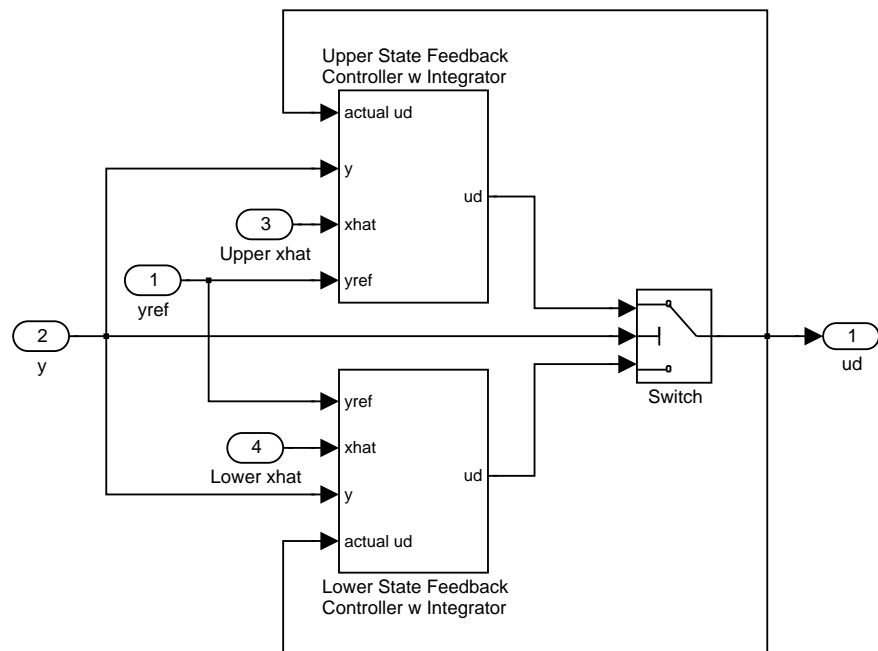 Upper State Feedback
Controller w Integrator
actual ud
y
xhat
yref
ud
3
Upper xhat
1
yref
2
y
1
ud
Switch
yref
xhat
y
actual ud
ud
4
Lower xhat
Lower State Feedback
Controller w Integrator